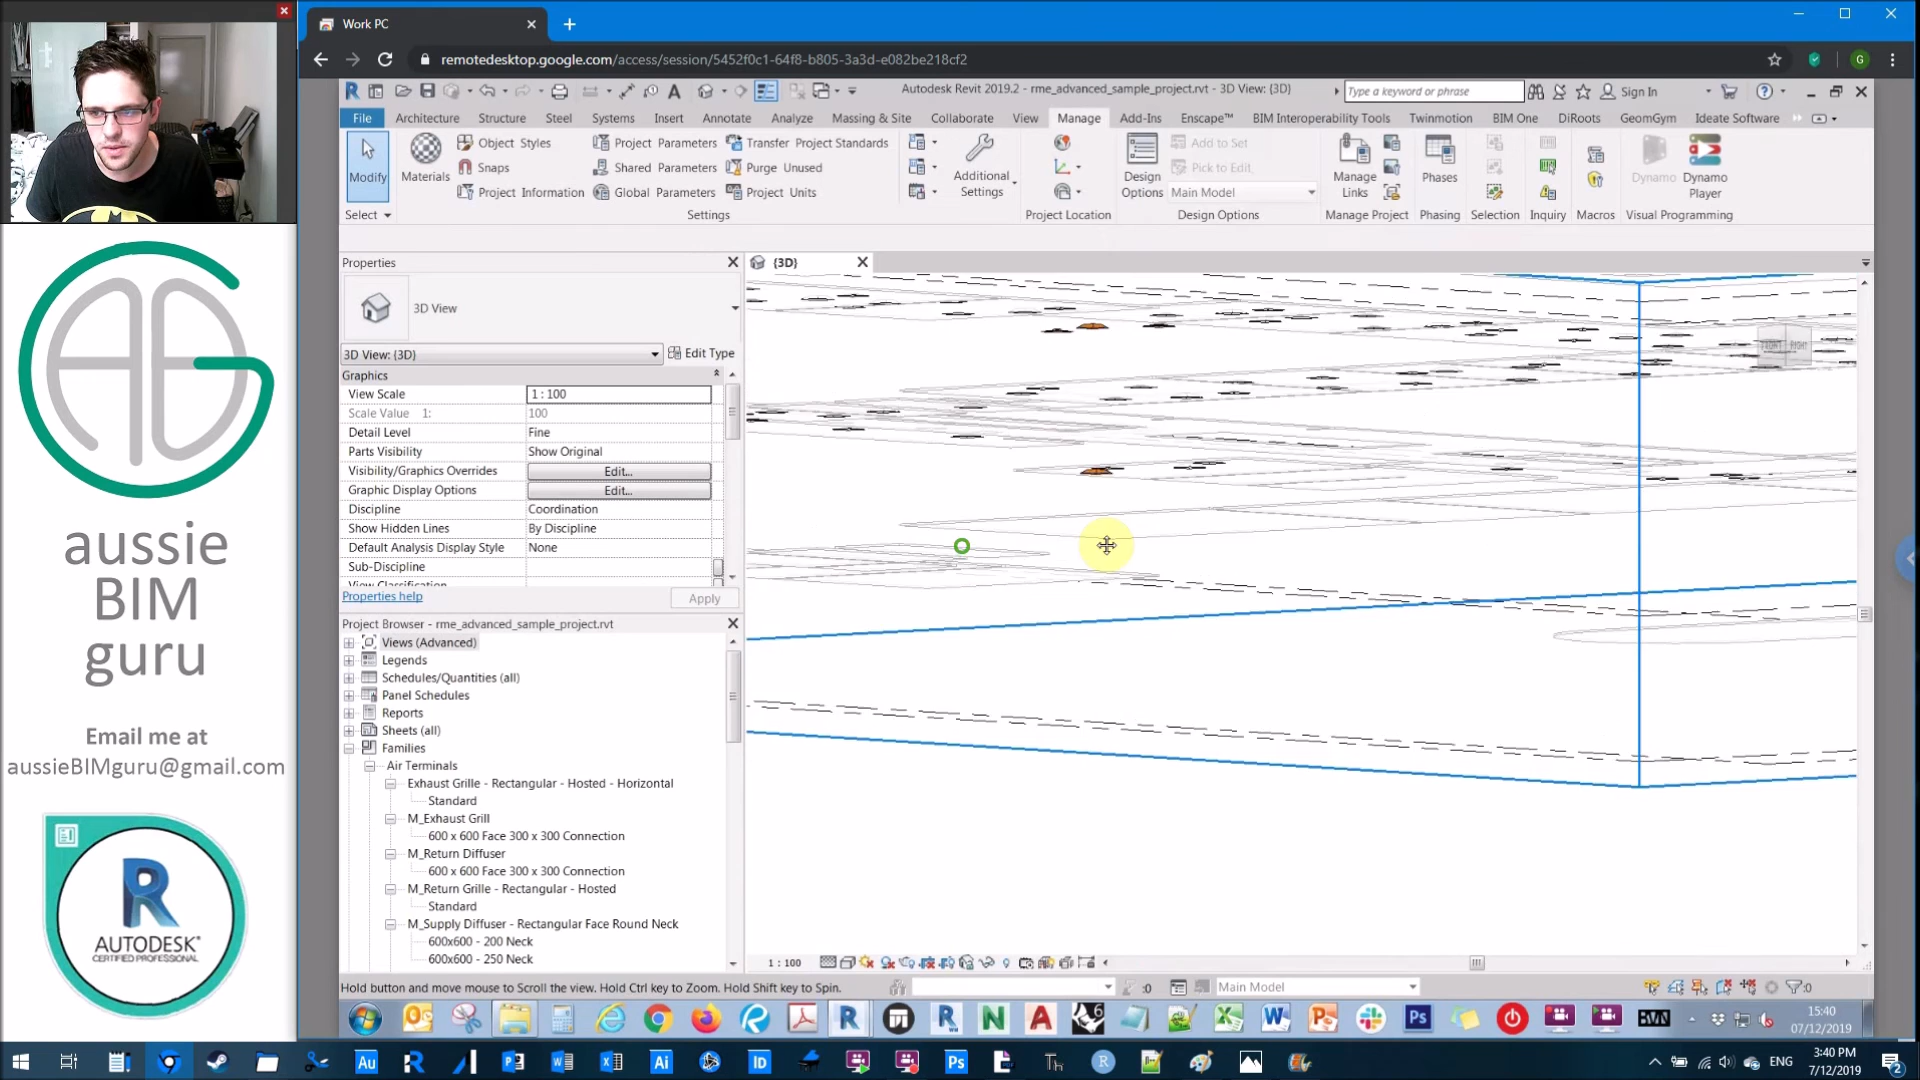 Work PC
remotedesktop.google.com/access/session/5452f0c1-64f8-b805-3a3d-e082be218cf2
G
Autodesk Revit 2019.2 - rme_advanced_sample_project.rvt - 3D View: {3D}
Type a keyword or phrase
Sign In
File Architecture Structure Steel Systems Insert Annotate Analyze Massing & Site Collaborate View Manage Add-Ins Enscape™ BIM Interoperability Tools Twinmotion BIM One DiRoots GeomGym Ideate Software
Modify
Materials
Object Styles
Snaps
Project Information
Project Parameters
Shared Parameters
Global Parameters
Transfer Project Standards
Purge Unused
Project Units
Additional Settings
Design Options
Add to Set
Pick to Edit
Main Model
Manage Links
Phases
Dynamo
Dynamo Player
Select
Settings
Project Location
Design Options
Manage Project
Phasing
Selection
Inquiry
Macros
Visual Programming
Properties
{3D}
3D View
3D View: {3D}
Edit Type
Graphics
View Scale 1 : 100
Scale Value 1: 100
Detail Level Fine
Parts Visibility Show Original
Visibility/Graphics Overrides Edit...
Graphic Display Options Edit...
Discipline Coordination
Show Hidden Lines By Discipline
Default Analysis Display Style None
Sub-Discipline
View Classification
Properties help
Apply
FRONT RIGHT
Project Browser - rme_advanced_sample_project.rvt
Views (Advanced)
Legends
Schedules/Quantities (all)
Panel Schedules
Reports
Sheets (all)
Families
Air Terminals
Exhaust Grille - Rectangular - Hosted - Horizontal
Standard
M_Exhaust Grill
600 x 600 Face 300 x 300 Connection
M_Return Diffuser
600 x 600 Face 300 x 300 Connection
M_Return Grille - Rectangular - Hosted
Standard
M_Supply Diffuser - Rectangular Face Round Neck
600x600 - 200 Neck
600x600 - 250 Neck
1 : 100
Hold button and move mouse to Scroll the view. Hold Ctrl key to Zoom. Hold Shift key to Spin.
:0
Main Model
:0
aussie
BIM
guru
Email me at
aussieBIMguru@gmail.com
R
AUTODESK
CERTIFIED PROFESSIONAL
15:40
07/12/2019
BVN
Au
Ai
ID
Ps
ENG
3:40 PM
7/12/2019
2